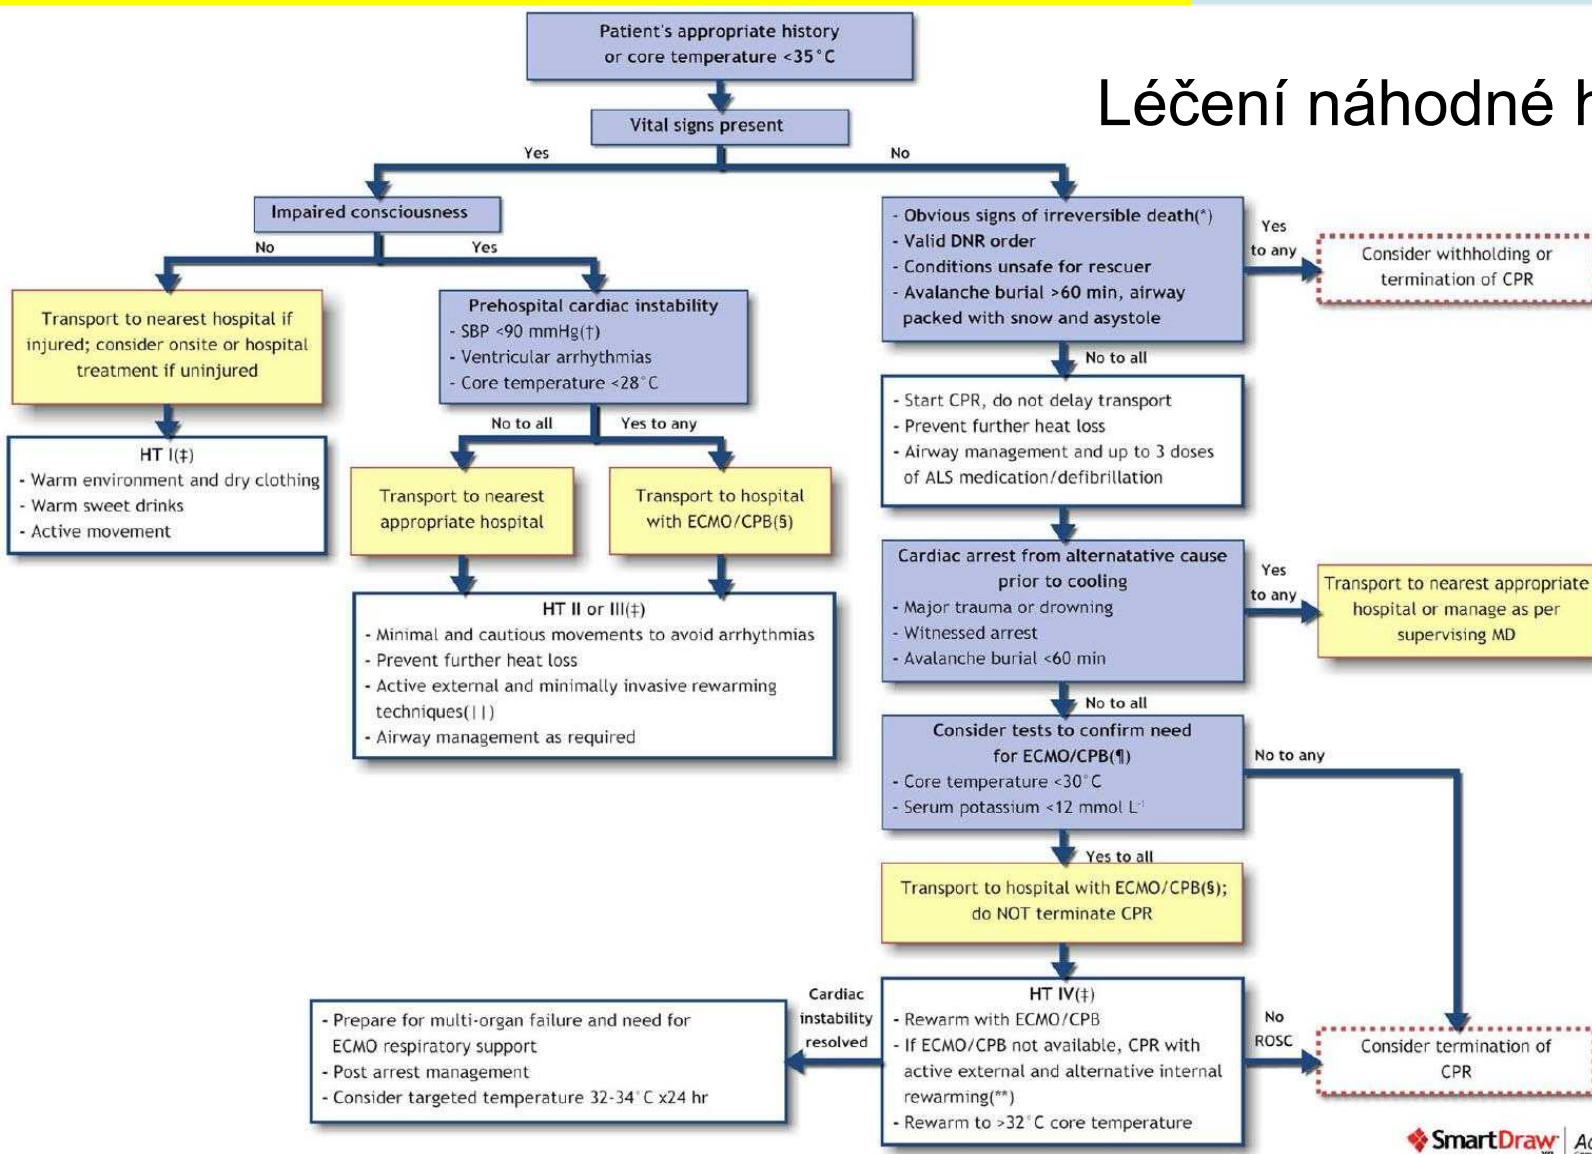 Patient's appropriate history
or core temperature <35°C
Léčení náhodné
Vital signs present
Yes
No
Impaired consciousness
No
Yes
- Obvious signs of irreversible death(*)
- Valid DNR order
- Conditions unsafe for rescuer
- Avalanche burial >60 min, airway
packed with snow and asystole
Yes
to any
Consider withholding or
termination of CPR
Transport to nearest hospital if
injured; consider onsite or hospital
treatment if uninjured
Prehospital cardiac instability
- SBP <90 mmHg(†)
- Ventricular arrhythmias
- Core temperature <28°C
No to all
- Start CPR, do not delay transport
- Prevent further heat loss
- Airway management and up to 3 doses
of ALS medication/defibrillation
No to all
Yes to any
HT I(‡)
- Warm environment and dry clothing
- Warm sweet drinks
- Active movement
Transport to nearest
appropriate hospital
Transport to hospital
with ECMO/CPB(§)
Cardiac arrest from alternatative cause
prior to cooling
- Major trauma or drowning
- Witnessed arrest
- Avalanche burial <60 min
Yes
to any
Transport to nearest appropriate
hospital or manage as per
supervising MD
HT II or III(‡)
- Minimal and cautious movements to avoid arrhythmias
- Prevent further heat loss
- Active external and minimally invasive rewarming
techniques(||)
- Airway management as required
No to all
Consider tests to confirm need
for ECMO/CPB(¶)
- Core temperature <30°C
- Serum potassium <12 mmol L⁻¹
No to any
Yes to all
Transport to hospital with ECMO/CPB(§);
do NOT terminate CPR
HT IV(‡)
- Rewarm with ECMO/CPB
- If ECMO/CPB not available, CPR with
active external and alternative internal
rewarming(**)
- Rewarm to >32°C core temperature
Cardiac
instability
resolved
- Prepare for multi-organ failure and need for
ECMO respiratory support
- Post arrest management
- Consider targeted temperature 32-34°C x24 hr
No
ROSC
Consider termination of
CPR
SmartDraw